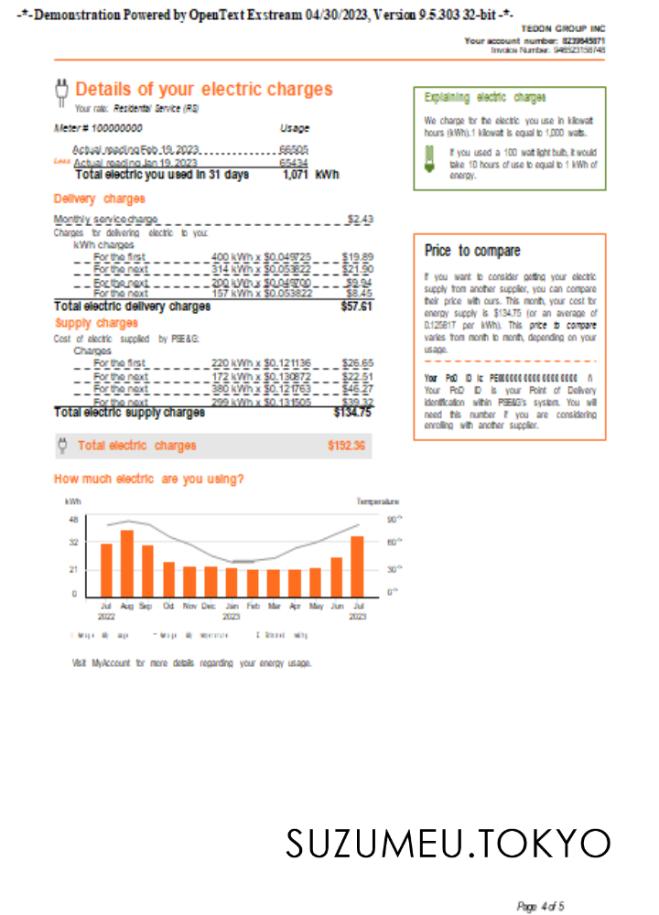 -*-Demonstration Powered by OpenText Exstream 04/30/2023, Version 9.5.303 32-bit -*-
TEDON GROUP INC
Your account number: 8239845871
Invoice Number: 946523158748
Details of your electric charges
Your rate: Residential Service (RS)
Meter # 100000000 Usage
Actual reading Feb 19, 2023 66505
Less Actual reading Jan 19, 2023 65434
Total electric you used in 31 days 1,071 kWh
Delivery charges
Monthly service charge $2.43
Charges for delivering electric to you:
kWh charges
For the first 400 kWh x $0.049725 $19.89
For the next 314 kWh x $0.053822 $21.90
For the next 200 kWh x $0.049700 $9.94
For the next 157 kWh x $0.053822 $8.45
Total electric delivery charges $57.61
Supply charges
Cost of electric supplied by PSE&G:
Charges
For the first 220 kWh x $0.121136 $26.65
For the next 172 kWh x $0.130872 $22.51
For the next 380 kWh x $0.121763 $46.27
For the next 299 kWh x $0.131505 $39.32
Total electric supply charges $134.75
Total electric charges $192.36
Explaining electric charges
We charge for the electric you use in kilowatt
hours (kWh).1 kilowatt is equal to 1,000 watts.
If you used a 100 watt light bulb, it would
take 10 hours of use to equal to 1 kWh of
energy.
Price to compare
If you want to consider getting your electric
supply from another supplier, you can compare
their price with ours. This month, your cost for
energy supply is $134.75 (or an average of
0.125817 per kWh). This price to compare
varies from month to month, depending on your
usage.
Your PoD ID is:
Your PoD ID is your Point of Delivery
identification within PSE&G's system. You will
need this number if you are considering
enrolling with another supplier.
How much electric are you using?
kWh Temperature
48 90°
32 60°
21 30°
0 0°
Jul Aug Sep Oct Nov Dec Jan Feb Mar Apr May Jun Jul
2022 2023 2023
Visit MyAccount for more details regarding your energy usage.
SUZUMEU.TOKYO
Page 4 of 5